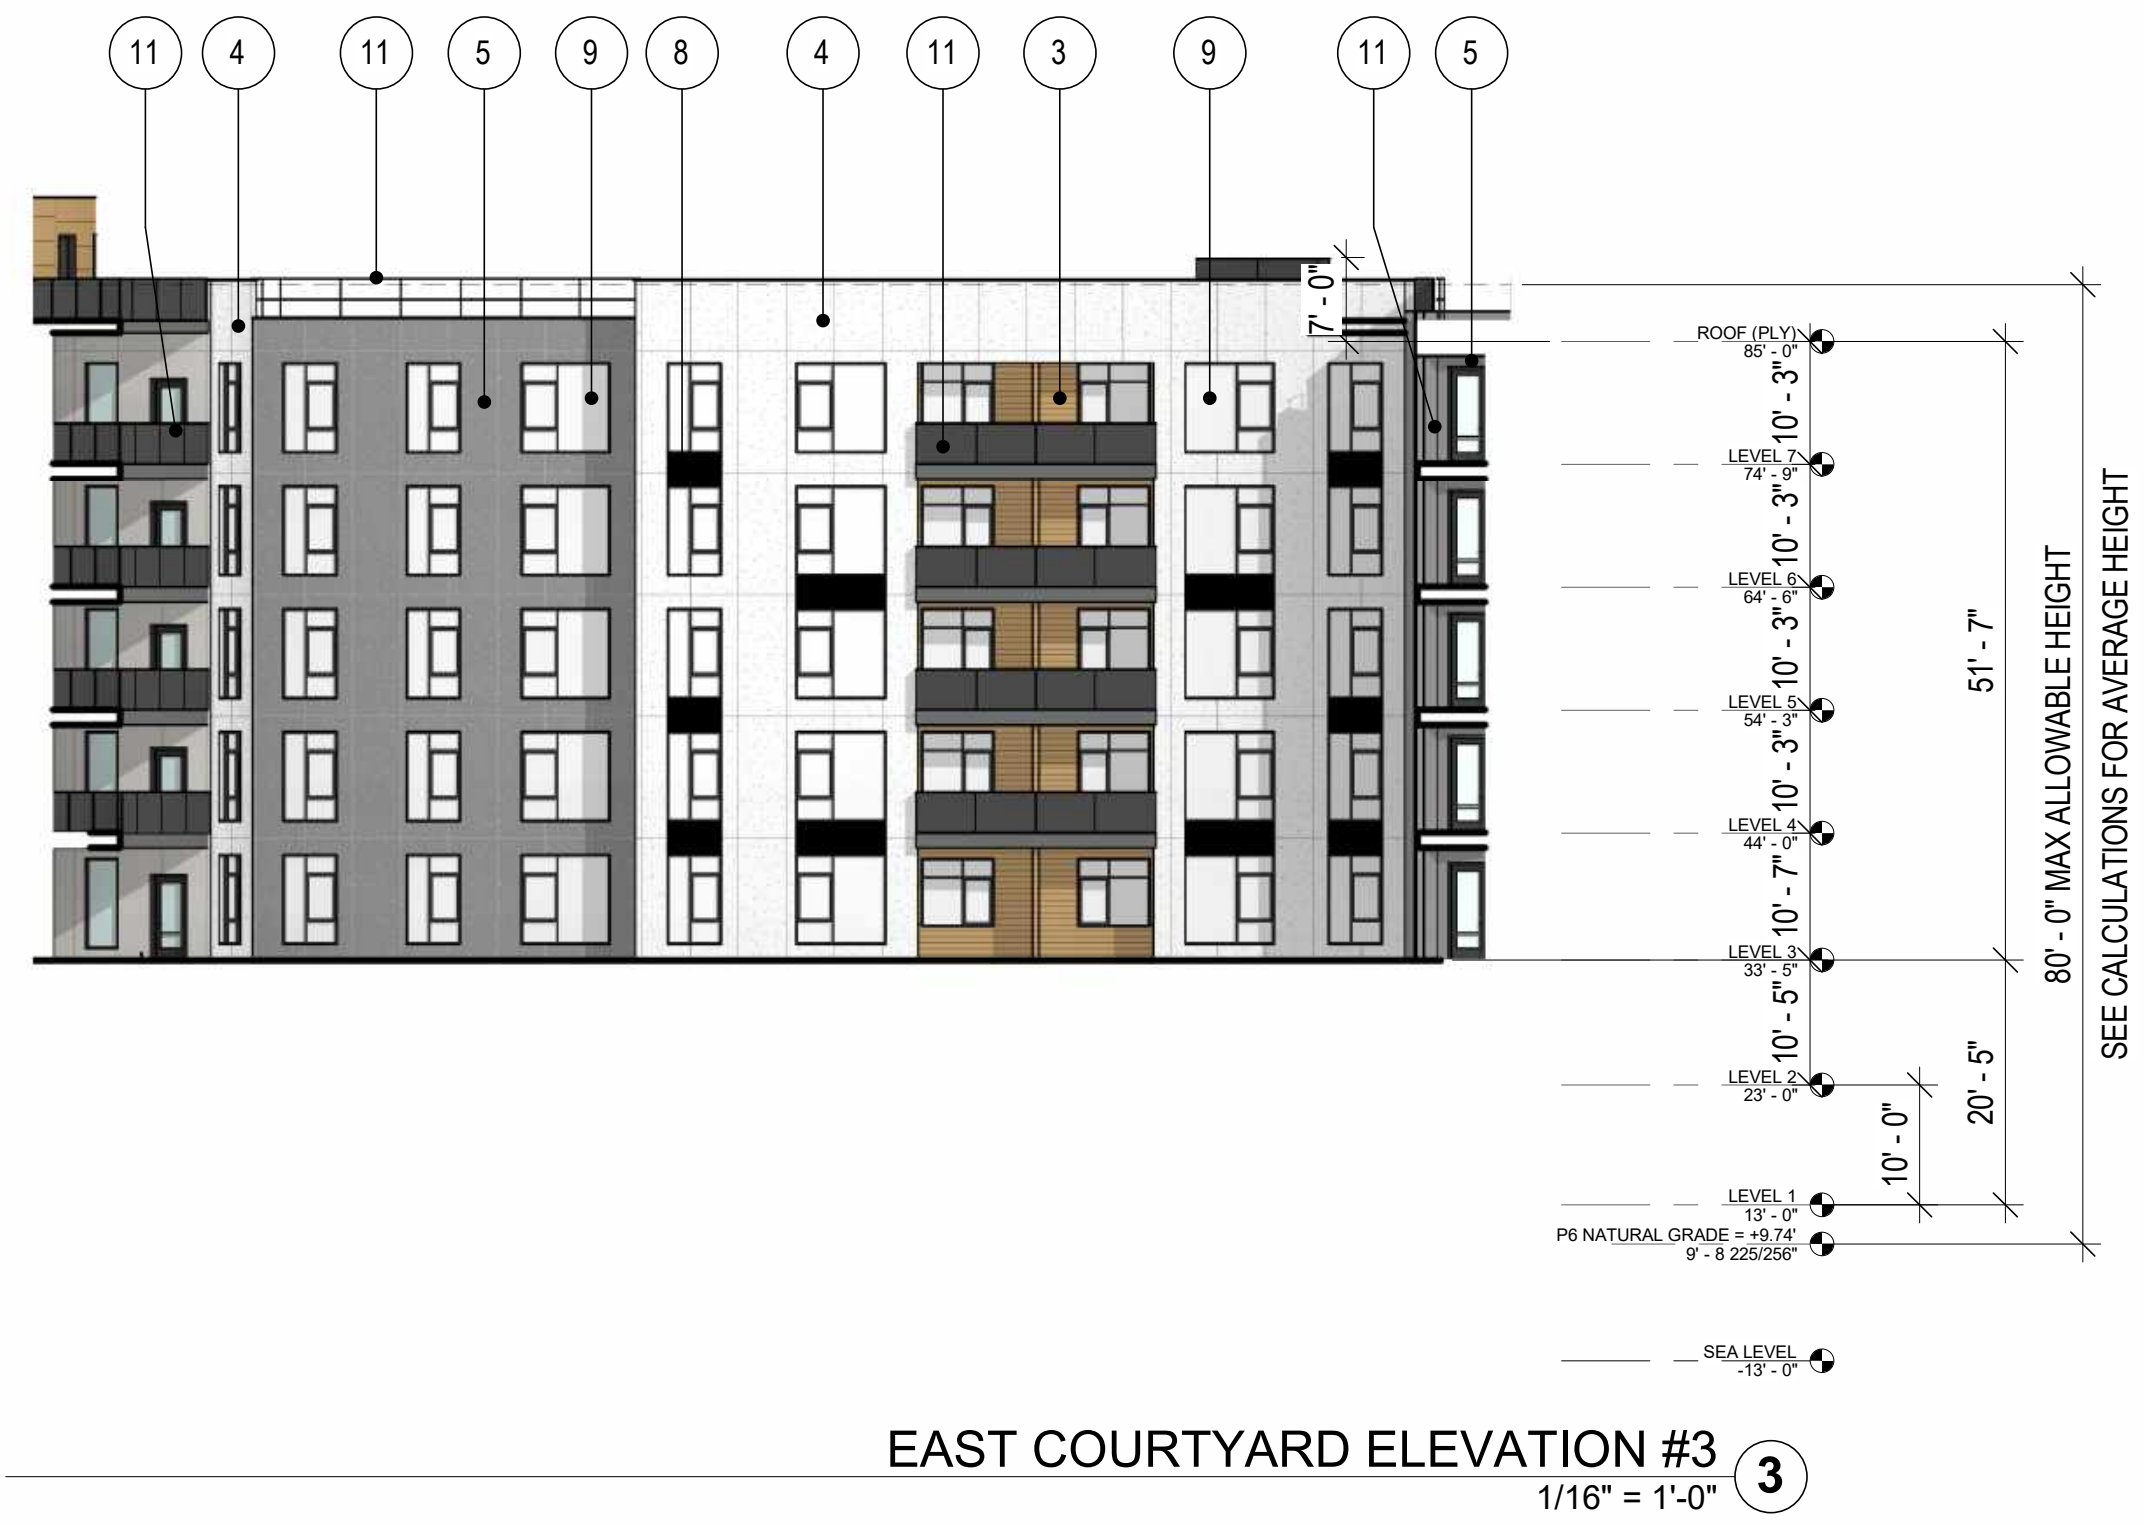 11 4 11 5 9 8 4 11 3 9 11 5
7' - 0"
ROOF (PLY)
85' - 0"
10' - 3"
LEVEL 7
74' - 9"
10' - 3"
LEVEL 6
64' - 6"
10' - 3"
LEVEL 5
54' - 3"
10' - 3"
LEVEL 4
44' - 0"
10' - 7"
LEVEL 3
33' - 5"
10' - 5"
LEVEL 2
23' - 0"
LEVEL 1
13' - 0"
P6 NATURAL GRADE = +9.74'
9' - 8 225/256"
SEA LEVEL
-13' - 0"
10' - 0"
51' - 7"
20' - 5"
80' - 0" MAX ALLOWABLE HEIGHT
SEE CALCULATIONS FOR AVERAGE HEIGHT
EAST COURTYARD ELEVATION #3
1/16" = 1'-0"
3